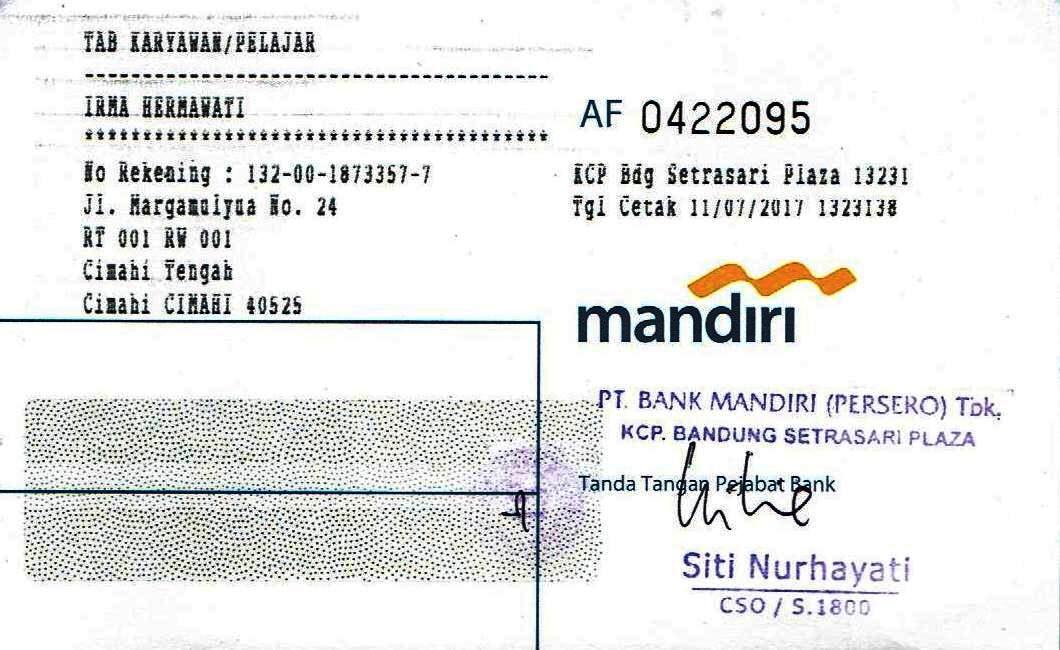 TAB KARYAWAN/PELAJAR
IRMA HERMAWATI
No Rekening : 132-00-1873357-7
Jl. Margamulyua No. 24
RT 001 RW 001
Cimahi Tengah
Cimahi CIMAHI 40525
AF 0422095
KCP Bdg Setrasari Plaza 13231
Tgl Cetak 11/07/2017 1323138
mandiri
PT. BANK MANDIRI (PERSERO) Tbk.
KCP. BANDUNG SETRASARI PLAZA
Tanda Tangan Pejabat Bank
Siti Nurhayati
CSO / S.1800